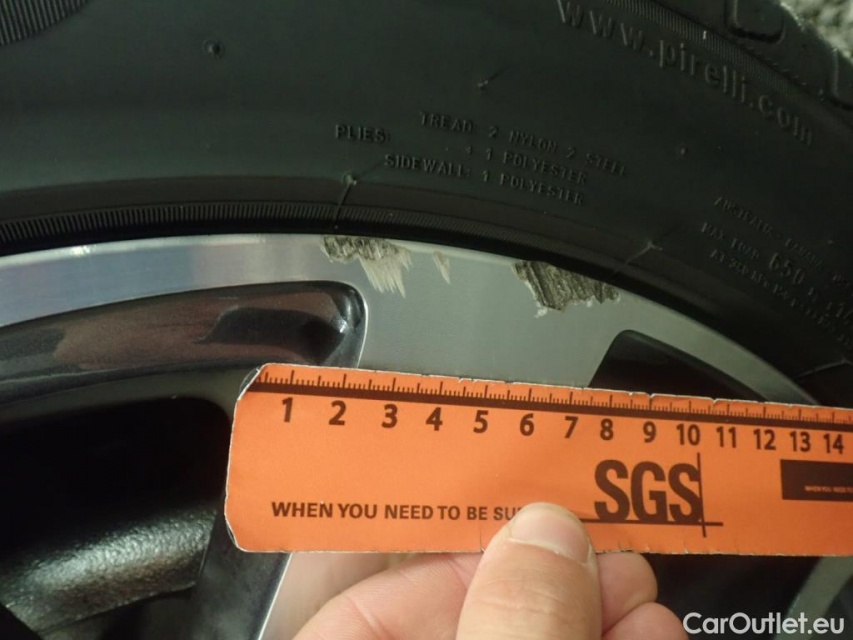 www.pirelli.com
PLIES: TREAD: 2 NYLON 2 STEEL
+ 1 POLYESTER
SIDEWALL: 1 POLYESTER
1 2 3 4 5 6 7 8 9 10 11 12 13 14
WHEN YOU NEED TO BE
SGS
CarOutlet.eu